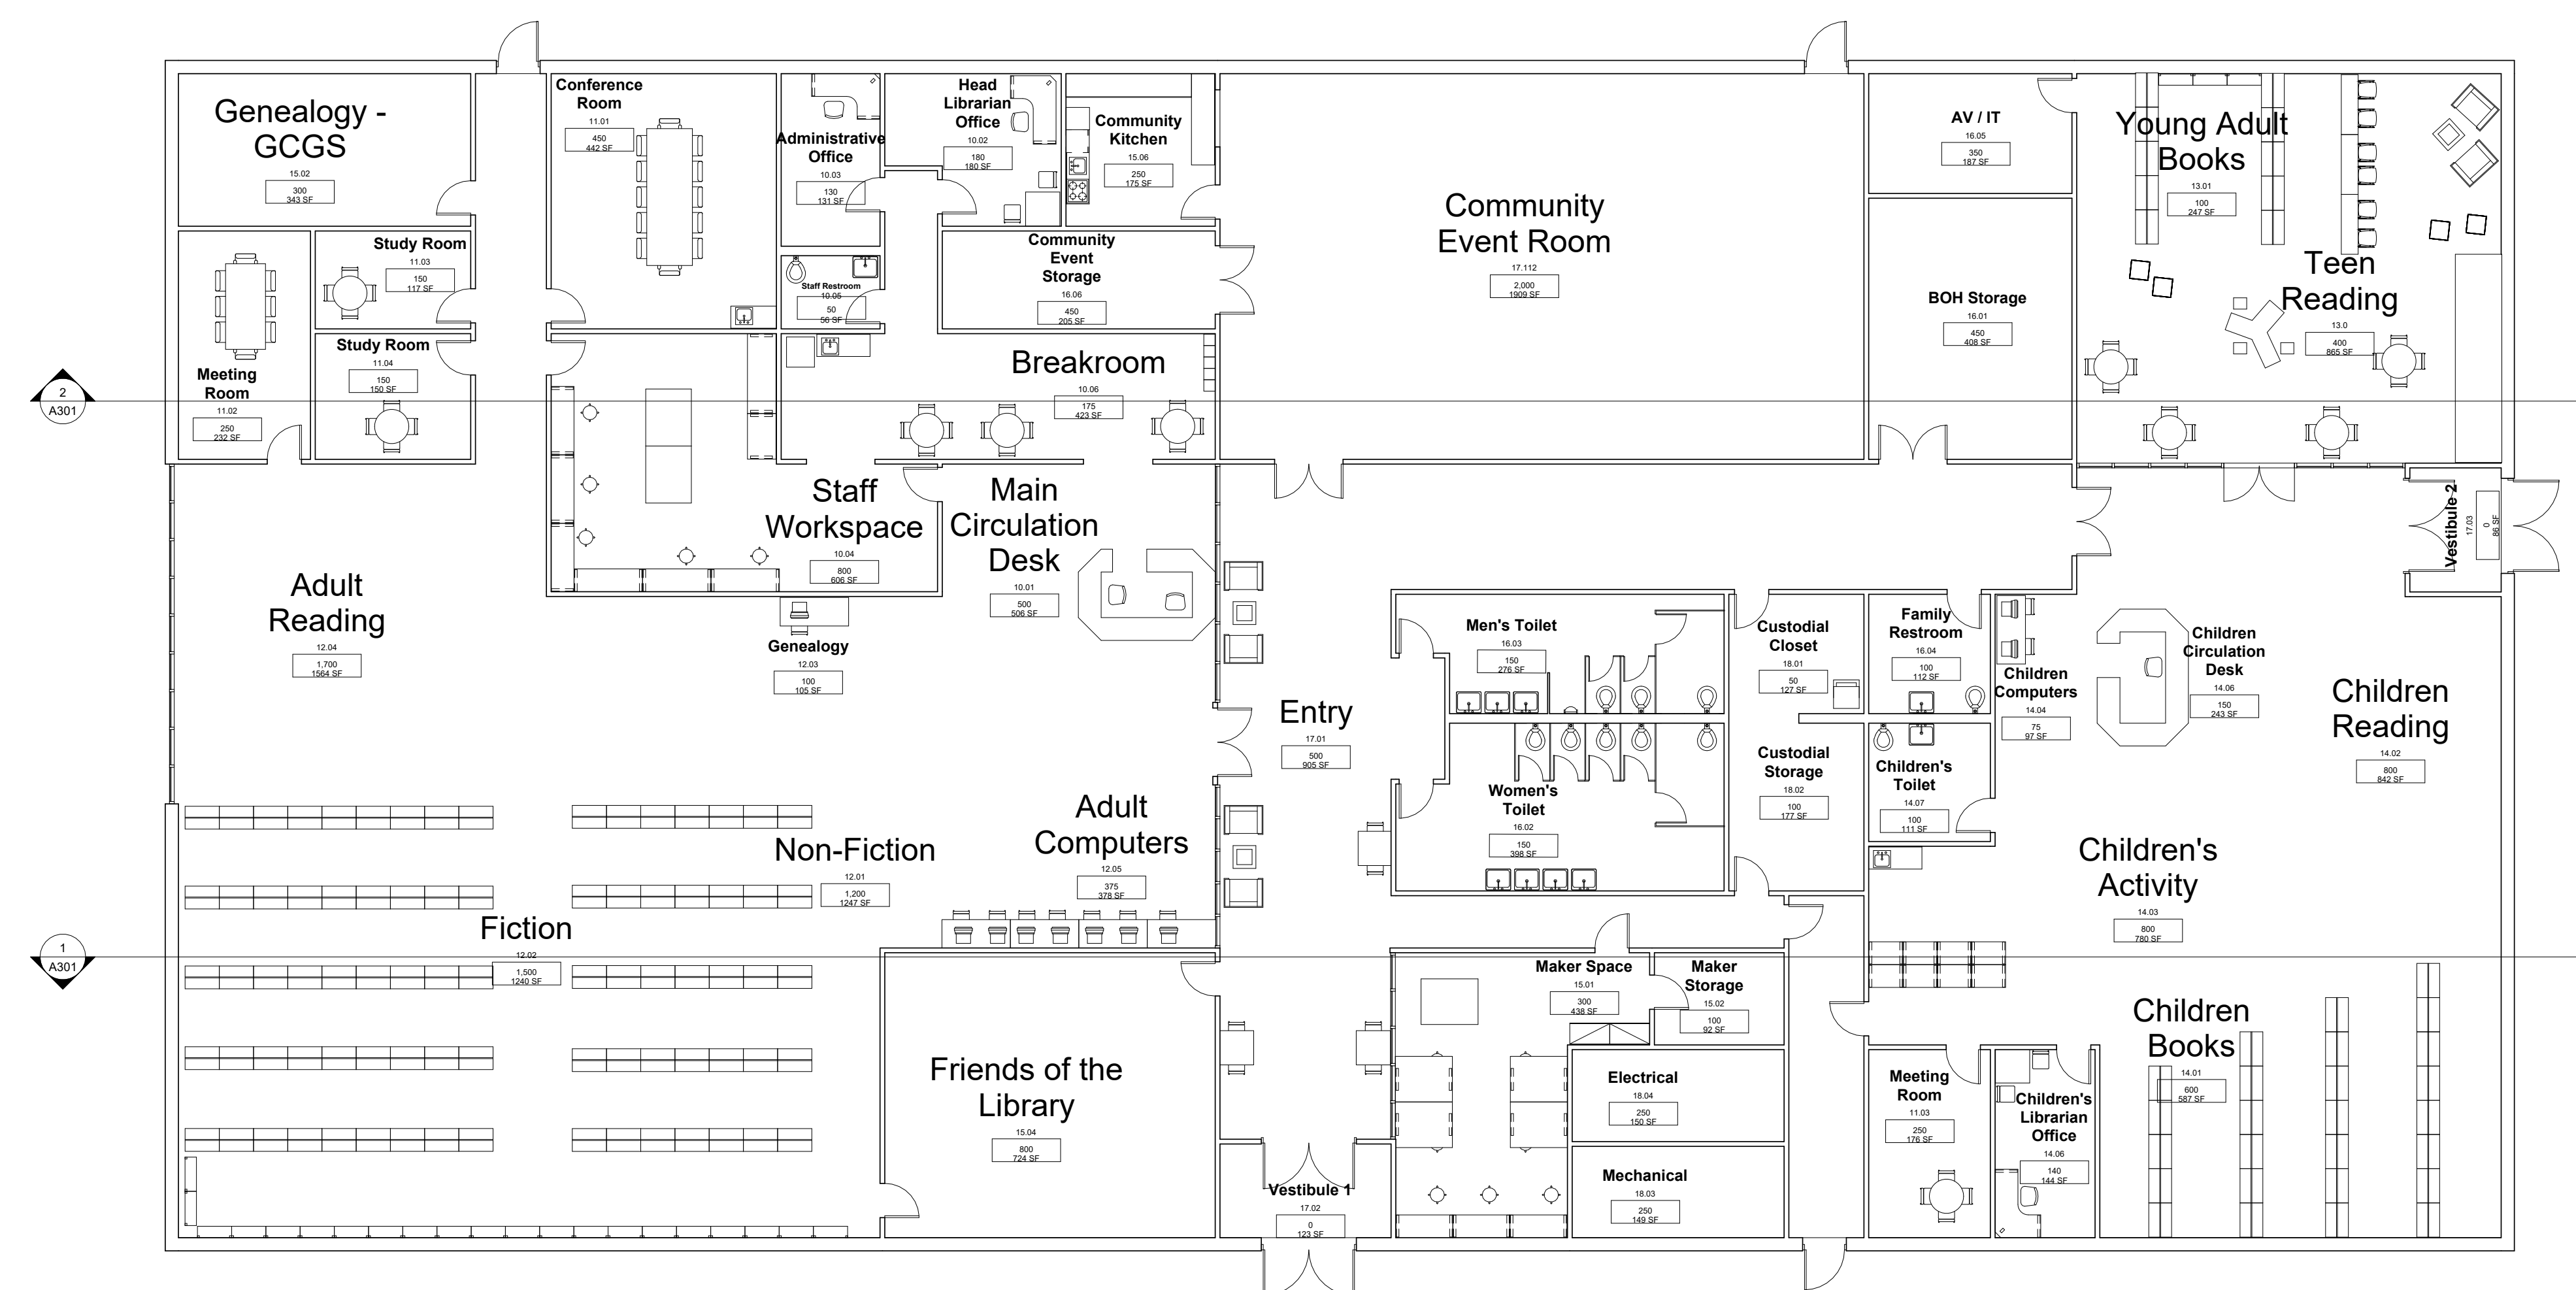 Genealogy -
GCGS
15.02
300
343 SF
Conference
Room
11.01
450
442 SF
Administrative
Office
10.03
130
131 SF
Head
Librarian
Office
10.02
180
180 SF
Community
Kitchen
15.06
250
175 SF
Community
Event Room
17.112
2,000
1909 SF
AV / IT
16.05
350
187 SF
Young Adult
Books
13.01
100
247 SF
Meeting
Room
11.02
250
232 SF
Study Room
11.03
150
117 SF
Study Room
11.04
150
150 SF
Staff Restroom
10.05
50
56 SF
Community
Event
Storage
16.06
450
205 SF
Breakroom
10.06
175
423 SF
BOH Storage
16.01
450
408 SF
Teen
Reading
13.0
400
865 SF
2
A301
Staff
Workspace
10.04
800
606 SF
Main
Circulation
Desk
10.01
500
506 SF
Vestibule 2
17.03
0
86 SF
Adult
Reading
12.04
1,700
1564 SF
Genealogy
12.03
100
105 SF
Entry
17.01
500
905 SF
Men's Toilet
16.03
150
276 SF
Custodial
Closet
18.01
50
127 SF
Family
Restroom
16.04
100
112 SF
Children
Computers
14.04
75
97 SF
Children
Circulation
Desk
14.06
150
243 SF
Children
Reading
14.02
800
842 SF
Women's
Toilet
16.02
150
398 SF
Custodial
Storage
18.02
100
177 SF
Children's
Toilet
14.07
100
111 SF
Non-Fiction
12.01
1,200
1247 SF
Adult
Computers
12.05
375
378 SF
Children's
Activity
14.03
800
780 SF
Fiction
12.02
1,500
1240 SF
1
A301
Friends of the
Library
15.04
800
724 SF
Maker Space
15.01
300
438 SF
Maker
Storage
15.02
100
92 SF
Electrical
18.04
250
150 SF
Mechanical
18.03
250
149 SF
Vestibule 1
17.02
0
123 SF
Meeting
Room
11.03
250
176 SF
Children's
Librarian
Office
14.06
140
144 SF
Children
Books
14.01
600
587 SF